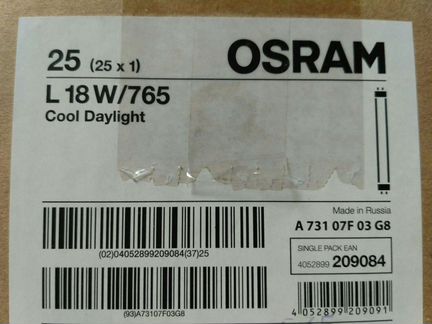 25 (25 x 1) OSRAM
L 18 W/765
Cool Daylight
Made in Russia
A 731 07F 03 G8
SINGLE PACK EAN
4052899 209084
(02)04052899209084(37)25
(93)A73107F03G8
4 052899 209091